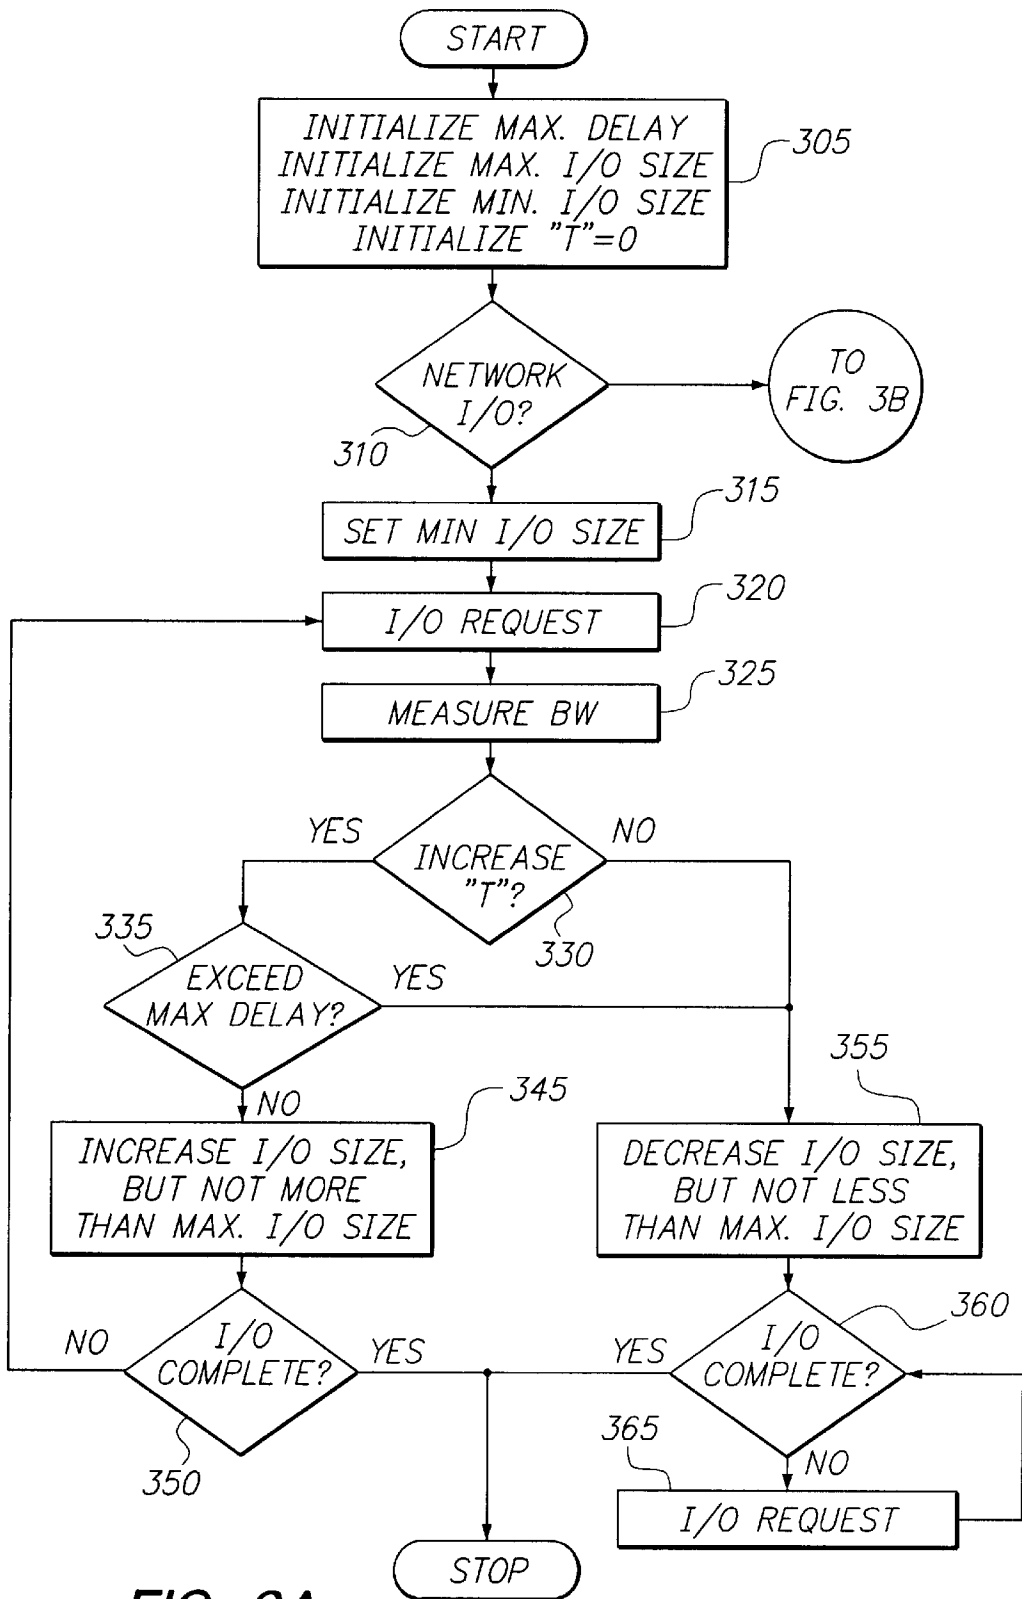 START
INITIALIZE MAX. DELAY
INITIALIZE MAX. I/O SIZE
INITIALIZE MIN. I/O SIZE
INITIALIZE "T"=0
305
NETWORK
I/O?
310
TO
FIG. 3B
SET MIN I/O SIZE
315
I/O REQUEST
320
MEASURE BW
325
YES
NO
INCREASE
"T"?
330
335
EXCEED
MAX DELAY?
YES
NO
345
355
INCREASE I/O SIZE,
BUT NOT MORE
THAN MAX. I/O SIZE
DECREASE I/O SIZE,
BUT NOT LESS
THAN MAX. I/O SIZE
NO
I/O
COMPLETE?
YES
350
YES
I/O
COMPLETE?
360
NO
365
I/O REQUEST
STOP
FIG. 3A